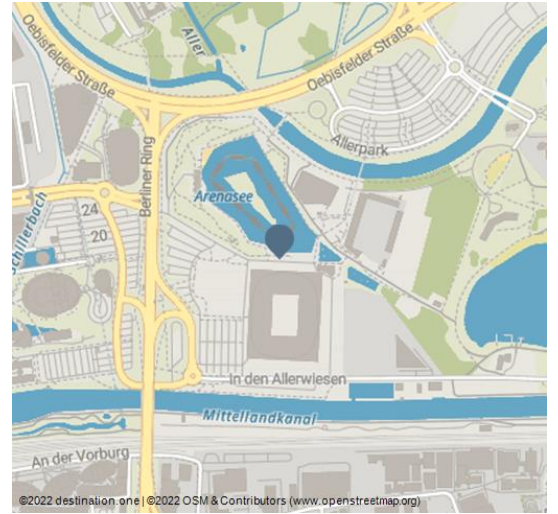 Oebisfelder Straße
Aller
Oebisfelder Straße
Allerpark
Berliner Ring
Arenasee
Schillerbach
24
20
In den Allerwiesen
Mittellandkanal
An der Vorburg
©2022 destination.one | ©2022 OSM & Contributors (www.openstreetmap.org)